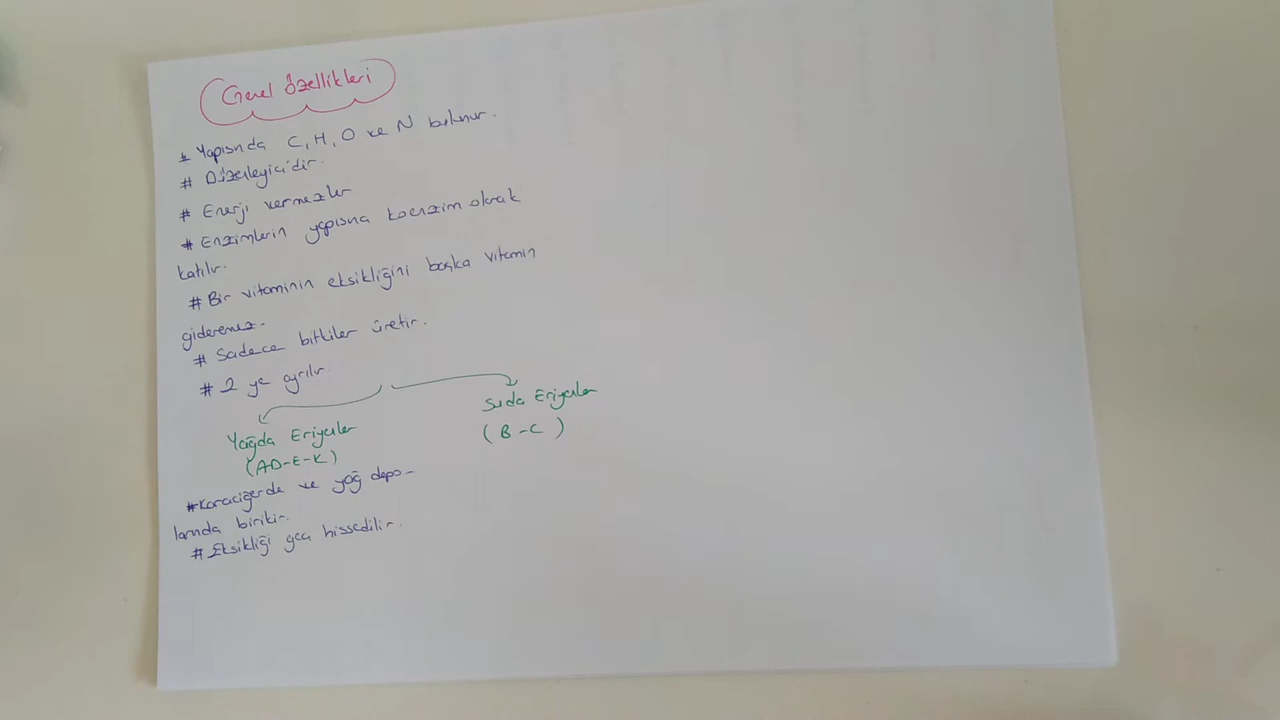 Genel özellikleri
# Yapısında C, H, O ve N bulunur.
# Düzenleyicidir.
# Enerji vermezler
# Enzimlerin yapısına koenzim olarak
katılır.
# Bir vitaminin eksikliğini başka vitamin
gideremez.
# Sadece bitkiler üretir.
# 2 ye ayrılır.
Yağda Eriyenler
(AD-E-K)
Suda Eriyenler
(B-C)
#Karaciğerde ve yağ depo-
larında birikir.
# Eksikliği geç hissedilir.